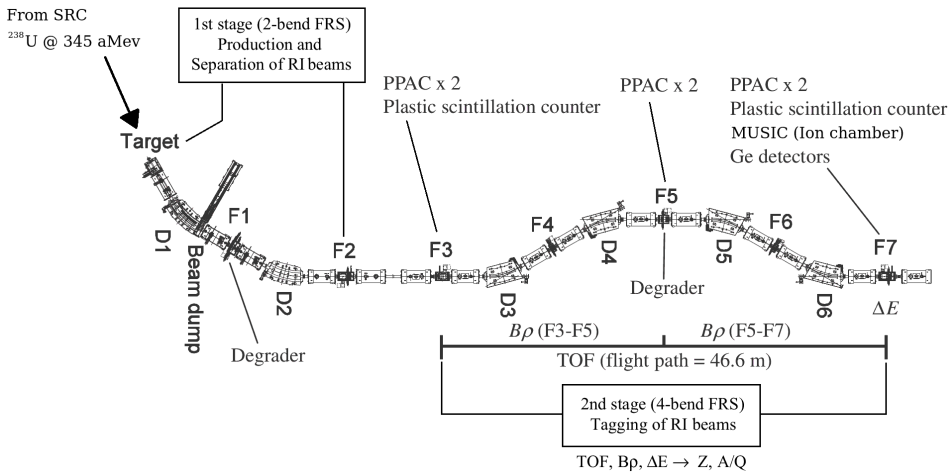 From SRC
²³⁸U @ 345 aMev
1st stage (2-bend FRS)
Production and
Separation of RI beams
PPAC x 2
Plastic scintillation counter
PPAC x 2
PPAC x 2
Plastic scintillation counter
MUSIC (Ion chamber)
Ge detectors
Target
D1
Beam dump
F1
D2
F2
F3
D3
F4
D4
F5
D5
F6
D6
F7
Degrader
Degrader
ΔE
Bρ (F3-F5)
Bρ (F5-F7)
TOF (flight path = 46.6 m)
2nd stage (4-bend FRS)
Tagging of RI beams
TOF, Bρ, ΔE → Z, A/Q